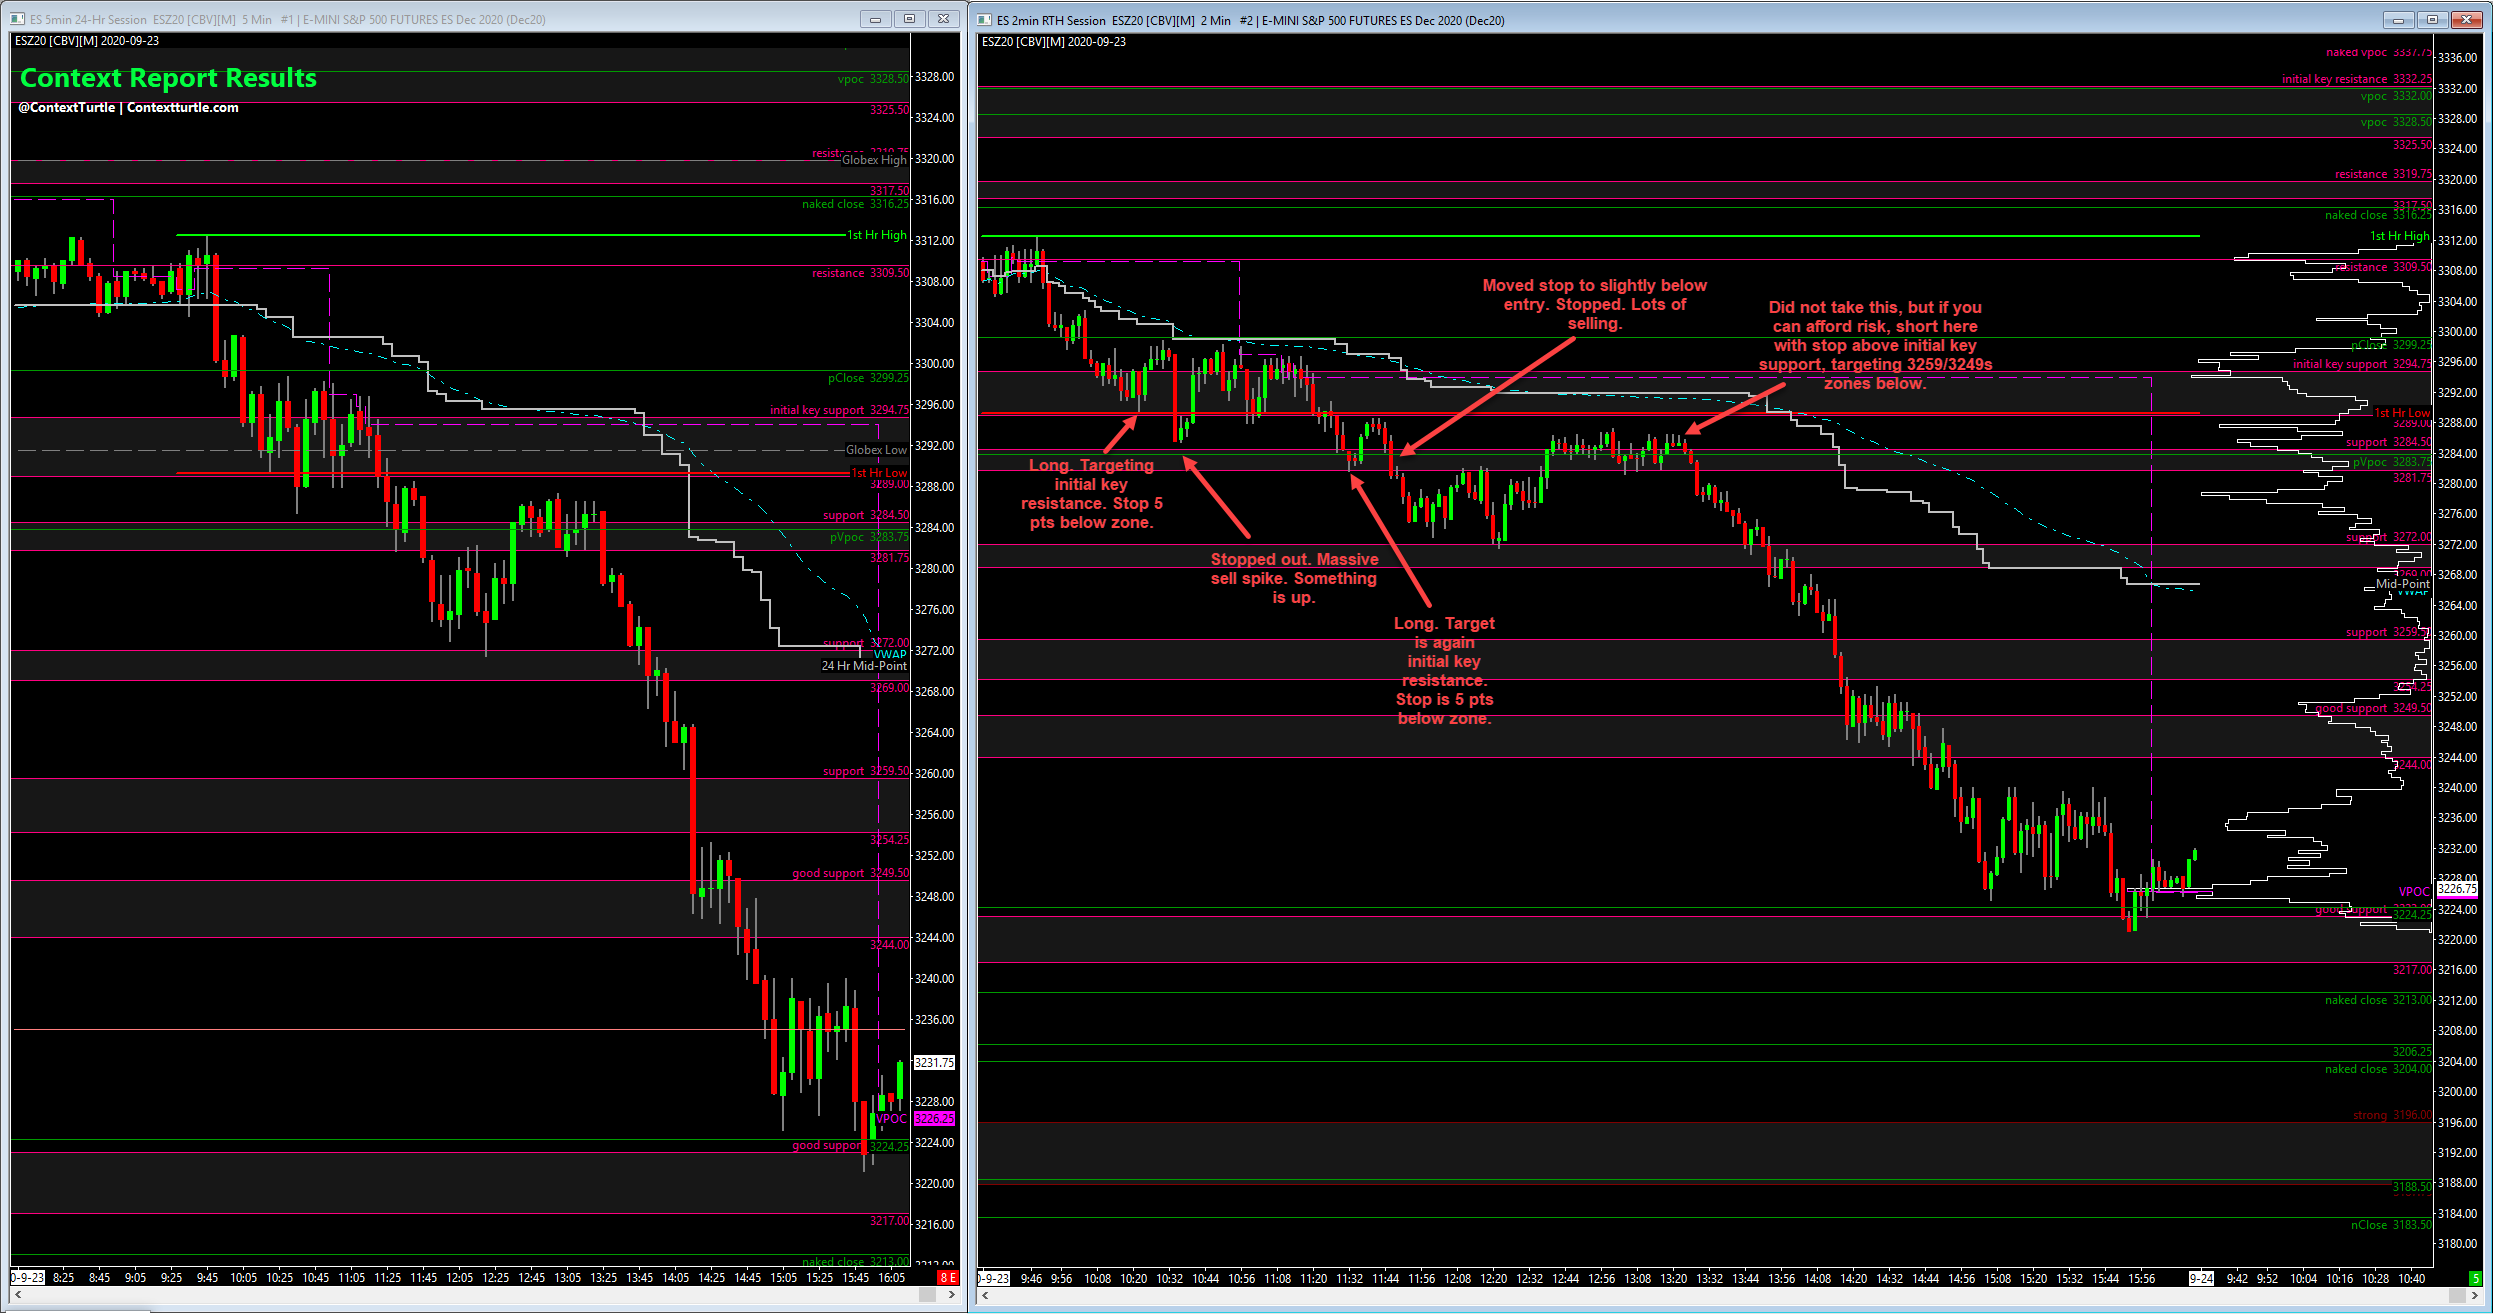 ES 5min 24-Hr Session  ESZ20 [CBV][M]  5 Min  #1 | E-MINI S&P 500 FUTURES ES Dec 2020 (Dec20)
ESZ20 [CBV][M] 2020-09-23
Context Report Results
@ContextTurtle | Contextturtle.com
vpoc 3328.50
3325.50
Globex High
3317.50
naked close 3316.25
1st Hr High
resistance 3309.50
pClose 3299.25
initial key support 3294.75
Globex Low
1st Hr Low
3289.00
support 3284.50
pVpoc 3283.75
3281.75
support 3272.00
VWAP
24 Hr Mid-Point
3269.00
support 3259.50
3254.25
good support 3249.50
3244.00
VPOC
good support 3224.25
3217.00
naked close 3213.00
3328.00
3324.00
3320.00
3316.00
3312.00
3308.00
3304.00
3300.00
3296.00
3292.00
3288.00
3284.00
3280.00
3276.00
3272.00
3268.00
3264.00
3260.00
3256.00
3252.00
3248.00
3244.00
3240.00
3236.00
3231.75
3228.00
3226.25
3224.00
3220.00
3216.00
0-9-23 8:25 8:45 9:05 9:25 9:45 10:05 10:25 10:45 11:05 11:25 11:45 12:05 12:25 12:45 13:05 13:25 13:45 14:05 14:25 14:45 15:05 15:25 15:45 16:05 8 E
ES 2min RTH Session  ESZ20 [CBV][M]  2 Min  #2 | E-MINI S&P 500 FUTURES ES Dec 2020 (Dec20)
ESZ20 [CBV][M] 2020-09-23
Moved stop to slightly below
entry. Stopped. Lots of
selling.
Did not take this, but if you
can afford risk, short here
with stop above initial key
support, targeting 3259/3249s
zones below.
Long. Targeting
initial key
resistance. Stop 5
pts below zone.
Stopped out. Massive
sell spike. Something
is up.
Long. Target
is again
initial key
resistance.
Stop is 5 pts
below zone.
naked vpoc 3337.75
initial key resistance 3332.25
vpoc 3332.00
vpoc 3328.50
3325.50
resistance 3319.75
3317.50
naked close 3316.25
1st Hr High
resistance 3309.50
pClose 3299.25
initial key support 3294.75
1st Hr Low
3289.00
support 3284.50
pVpoc 3283.75
3281.75
support 3272.00
3269.00
Mid-Point
VWAP
support 3259.50
3254.25
good support 3249.50
3244.00
VPOC
good support
3224.25
3217.00
naked close 3213.00
3206.25
naked close 3204.00
strong 3196.00
3188.50
nClose 3183.50
3336.00
3332.00
3328.00
3324.00
3320.00
3316.00
3312.00
3308.00
3304.00
3300.00
3296.00
3292.00
3288.00
3284.00
3280.00
3276.00
3272.00
3268.00
3264.00
3260.00
3256.00
3252.00
3248.00
3244.00
3240.00
3236.00
3232.00
3228.00
3226.75
3224.00
3220.00
3216.00
3212.00
3208.00
3204.00
3200.00
3196.00
3192.00
3188.00
3184.00
3180.00
0-9-23 9:46 9:56 10:08 10:20 10:32 10:44 10:56 11:08 11:20 11:32 11:44 11:56 12:08 12:20 12:32 12:44 12:56 13:08 13:20 13:32 13:44 13:56 14:08 14:20 14:32 14:44 14:56 15:08 15:20 15:32 15:44 15:56 9-24 9:42 9:52 10:04 10:16 10:28 10:40 5